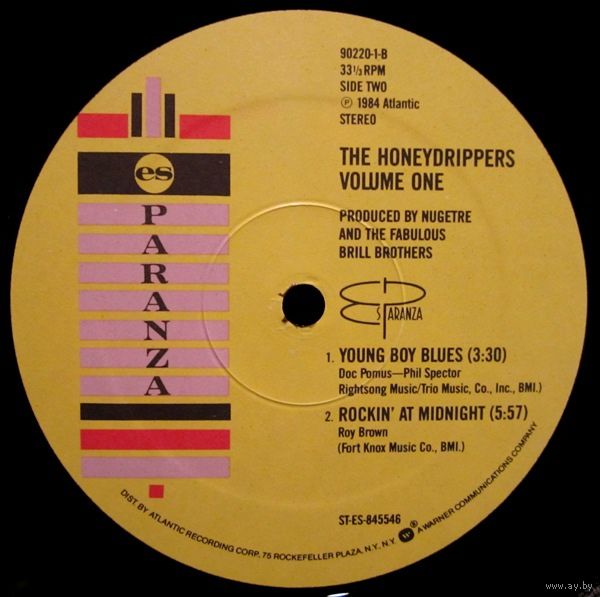 90220-1-B
33⅓ RPM
SIDE TWO
℗ 1984 Atlantic
STEREO
THE HONEYDRIPPERS
VOLUME ONE
PRODUCED BY NUGETRE
AND THE FABULOUS
BRILL BROTHERS
es
PARANZA
ES PARANZA
1. YOUNG BOY BLUES (3:30)
Doc Pomus—Phil Spector
Rightsong Music/Trio Music, Co., Inc., BMI.)
2. ROCKIN' AT MIDNIGHT (5:57)
Roy Brown
(Fort Knox Music Co., BMI.)
ST-ES-845546
DIST. BY ATLANTIC RECORDING CORP. 75 ROCKEFELLER PLAZA, N.Y. N.Y. W A WARNER COMMUNICATIONS COMPANY
www.ay.by